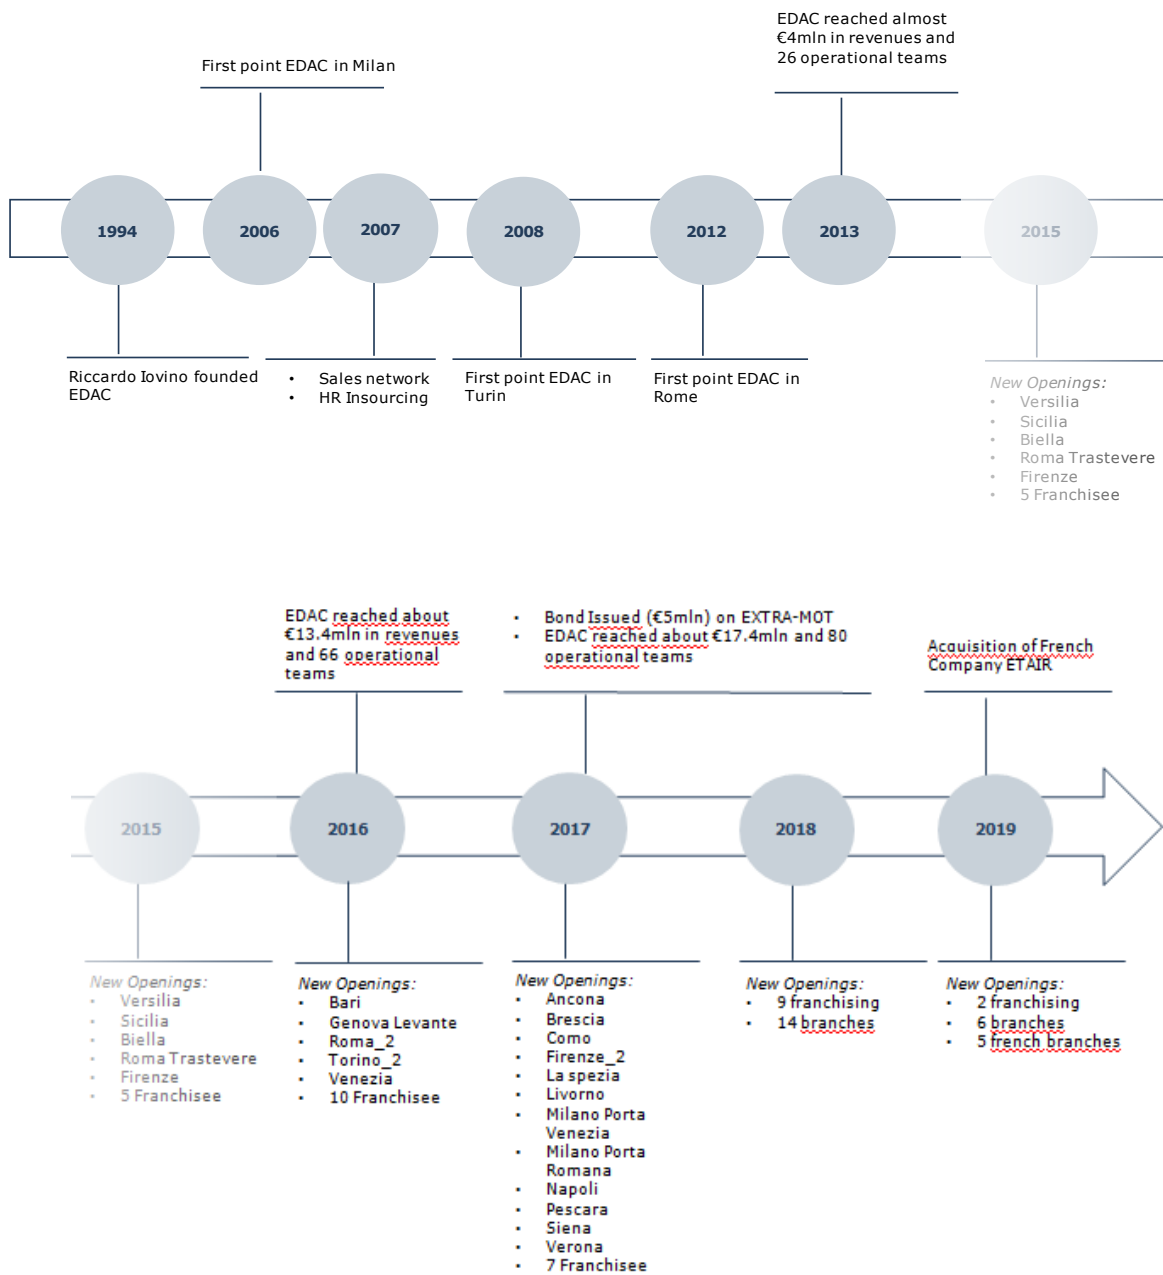 EDAC reached almost
€4mln in revenues and
26 operational teams
First point EDAC in Milan
1994
2006
2007
2008
2012
2013
2015
Riccardo Iovino founded
EDAC
• Sales network
• HR Insourcing
First point EDAC in
Turin
First point EDAC in
Rome
New Openings:
• Versilia
• Sicilia
• Biella
• Roma Trastevere
• Firenze
• 5 Franchisee
EDAC reached about
€13.4mln in revenues
and 66 operational
teams
• Bond Issued (€5mln) on EXTRA-MOT
• EDAC reached about €17.4mln and 80
operational teams
Acquisition of French
Company ETAIR
2015
2016
2017
2018
2019
New Openings:
• Versilia
• Sicilia
• Biella
• Roma Trastevere
• Firenze
• 5 Franchisee
New Openings:
• Bari
• Genova Levante
• Roma_2
• Torino_2
• Venezia
• 10 Franchisee
New Openings:
• Ancona
• Brescia
• Como
• Firenze_2
• La spezia
• Livorno
• Milano Porta
Venezia
• Milano Porta
Romana
• Napoli
• Pescara
• Siena
• Verona
• 7 Franchisee
New Openings:
• 9 franchising
• 14 branches
New Openings:
• 2 franchising
• 6 branches
• 5 french branches